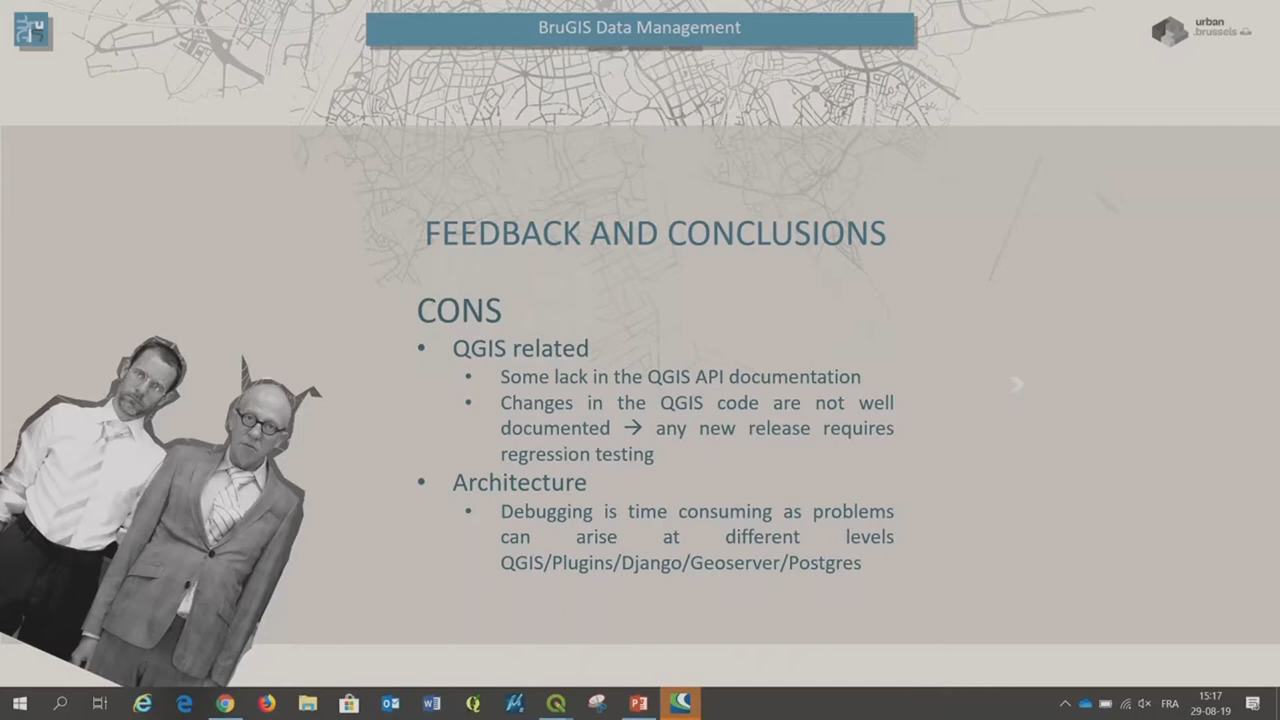 BruGIS Data Management
urban
.brussels
FEEDBACK AND CONCLUSIONS
CONS
• QGIS related
• Some lack in the QGIS API documentation
• Changes in the QGIS code are not well
documented → any new release requires
regression testing
• Architecture
• Debugging is time consuming as problems
can arise at different levels
QGIS/Plugins/Django/Geoserver/Postgres
FRA
15:17
29-08-19